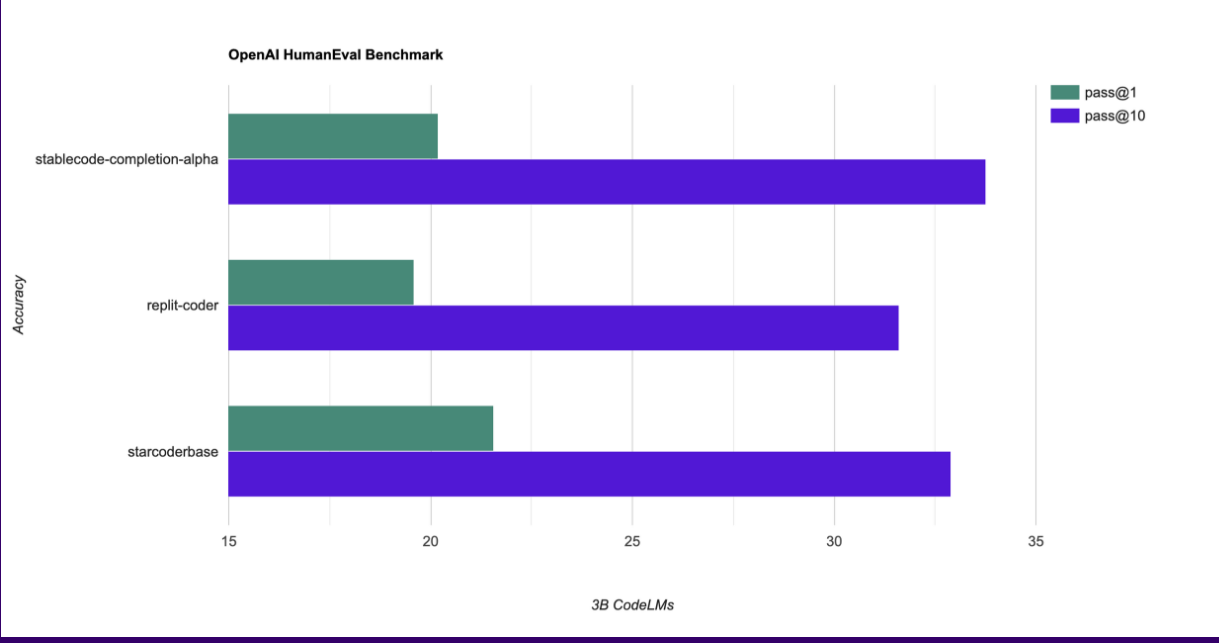 OpenAI HumanEval Benchmark
pass@1
pass@10
stablecode-completion-alpha
replit-coder
starcoderbase
Accuracy
15 20 25 30 35
3B CodeLMs